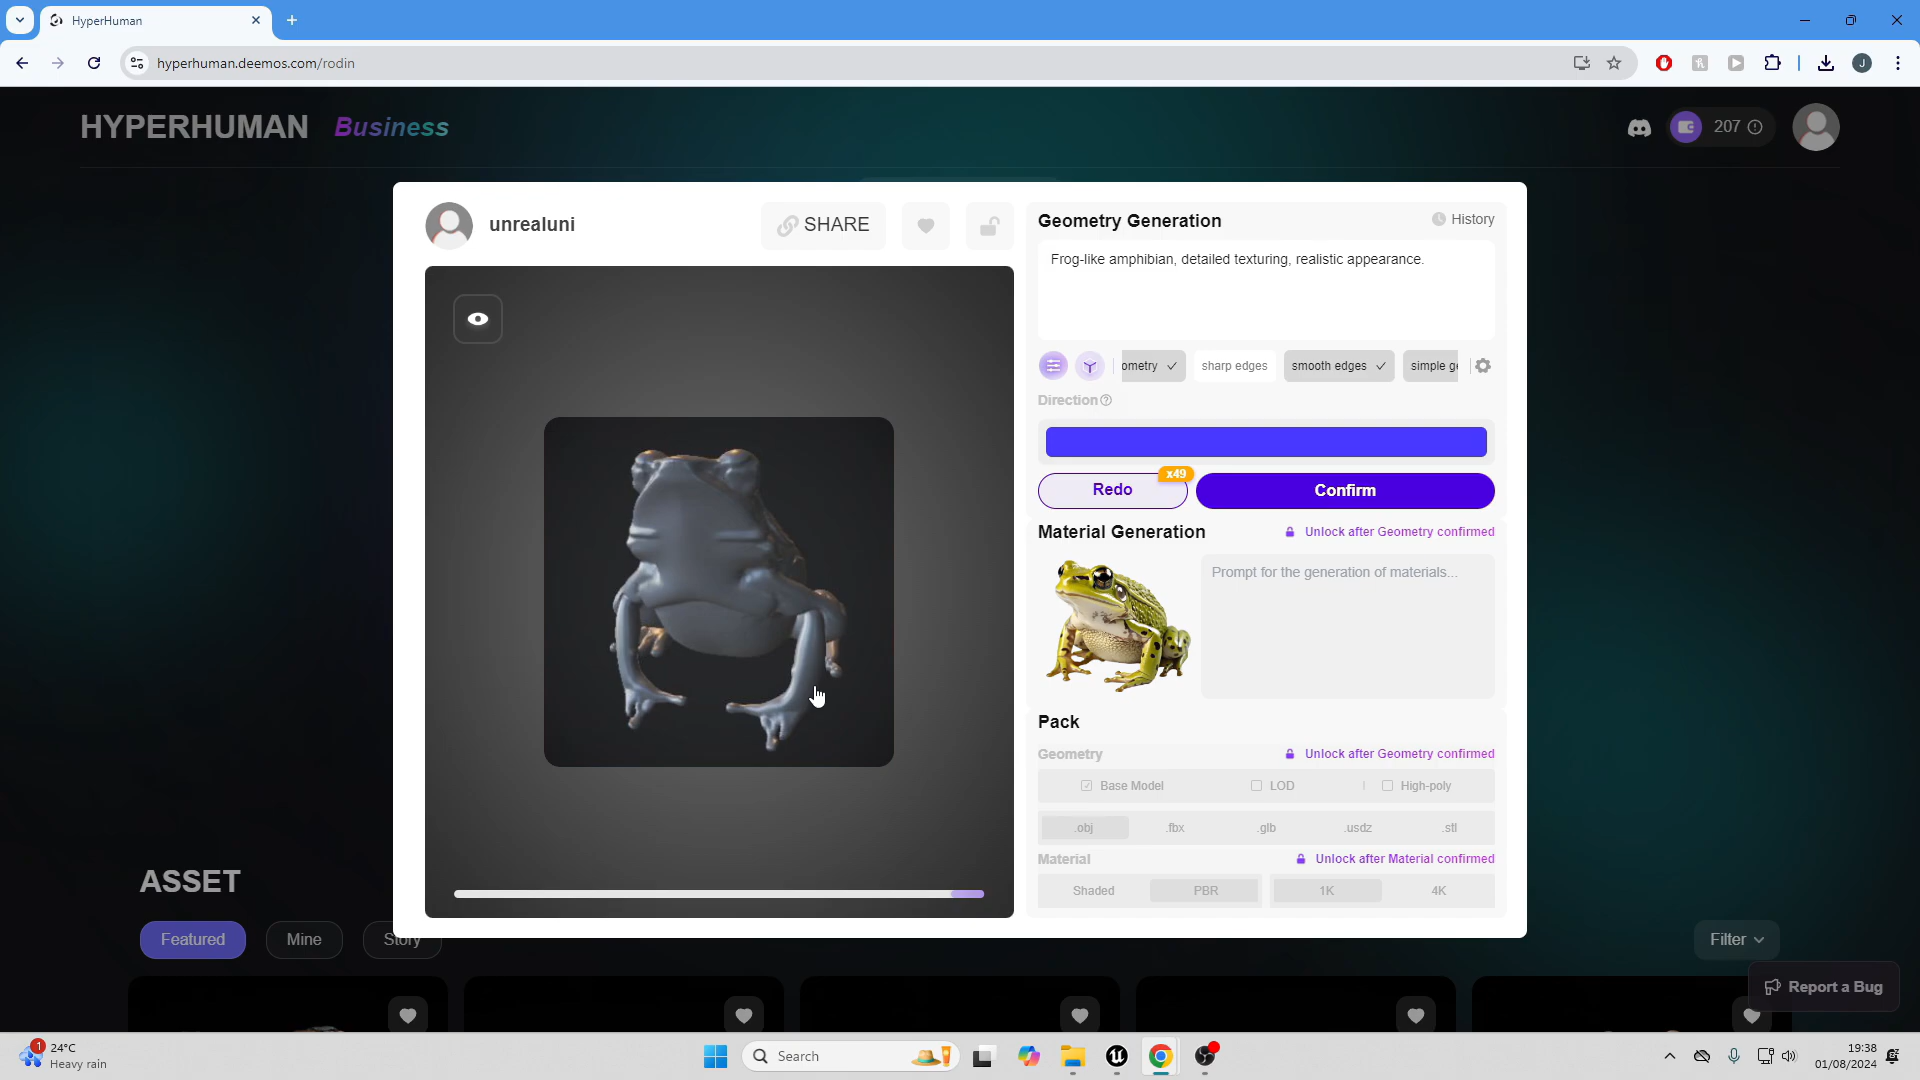 HyperHuman
hyperhuman.deemos.com/rodin
J
HYPERHUMAN Business
207
unrealuni
SHARE
Geometry Generation
History
Frog-like amphibian, detailed texturing, realistic appearance.
ometry
sharp edges
smooth edges
simple ge
Direction
x49
Redo
Confirm
Material Generation
Unlock after Geometry confirmed
Prompt for the generation of materials...
Pack
Geometry
Unlock after Geometry confirmed
Base Model
LOD
High-poly
.obj
.fbx
.glb
.usdz
.stl
Material
Unlock after Material confirmed
Shaded
PBR
1K
4K
ASSET
Featured
Mine
Story
Filter
Report a Bug
1
24°C
Heavy rain
Search
19:38
01/08/2024